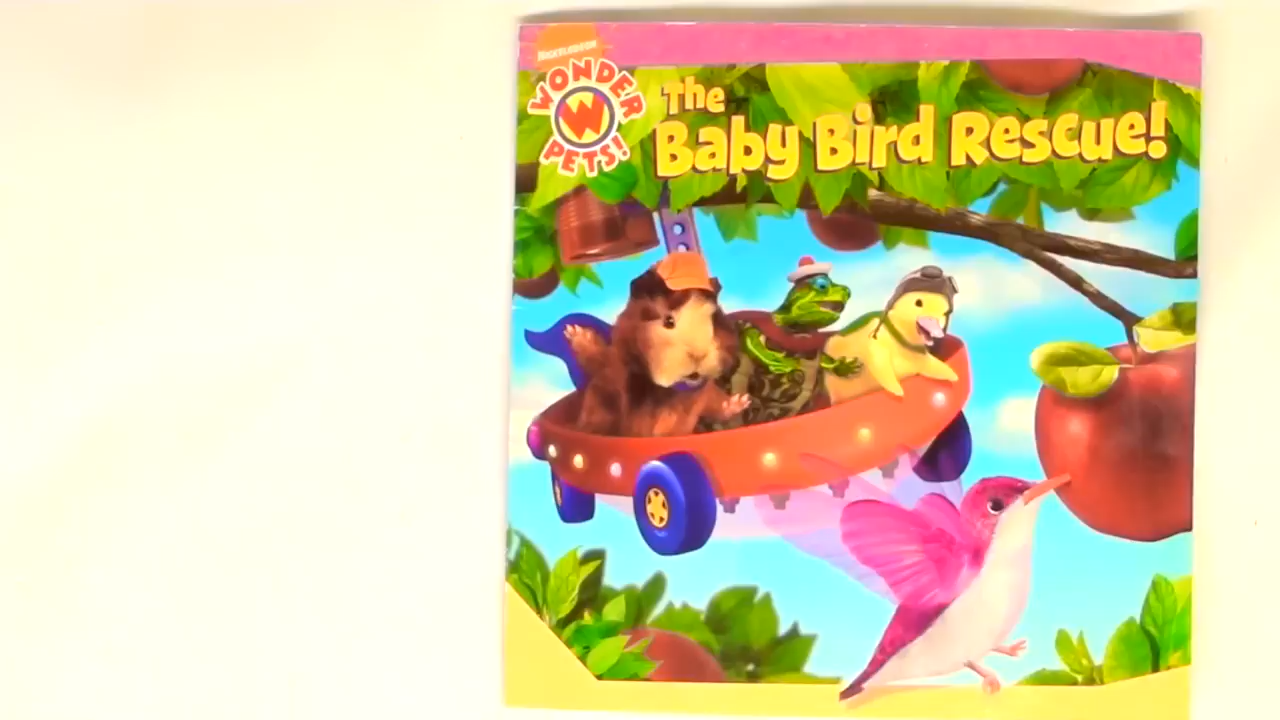 NICKELODEON
WONDER
W
PETS!
The
Baby Bird Rescue!